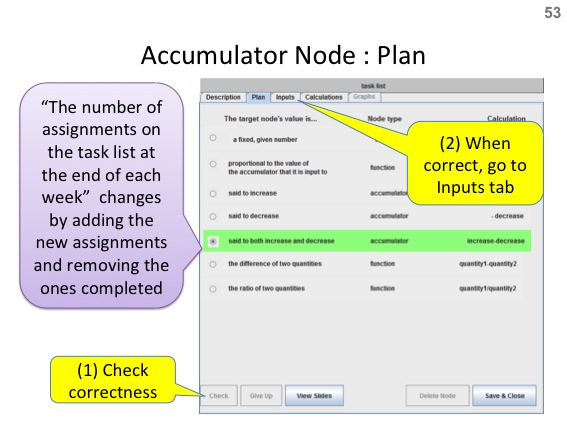 53
Accumulator Node : Plan
“The number of
assignments on
the task list at
the end of each
week”  changes
by adding the
new assignments
and removing the
ones completed
task list
Description Plan Inputs Calculations Graphs
The target node's value is... Node type Calculation
a fixed, given number
proportional to the value of
the accumulator that it is input to function
said to increase accumulator
said to decrease accumulator - decrease
said to both increase and decrease accumulator increase-decrease
the difference of two quantities function quantity1-quantity2
the ratio of two quantities function quantity1/quantity2
(2) When
correct, go to
Inputs tab
(1) Check
correctness
Check Give Up View Slides Delete Node Save & Close